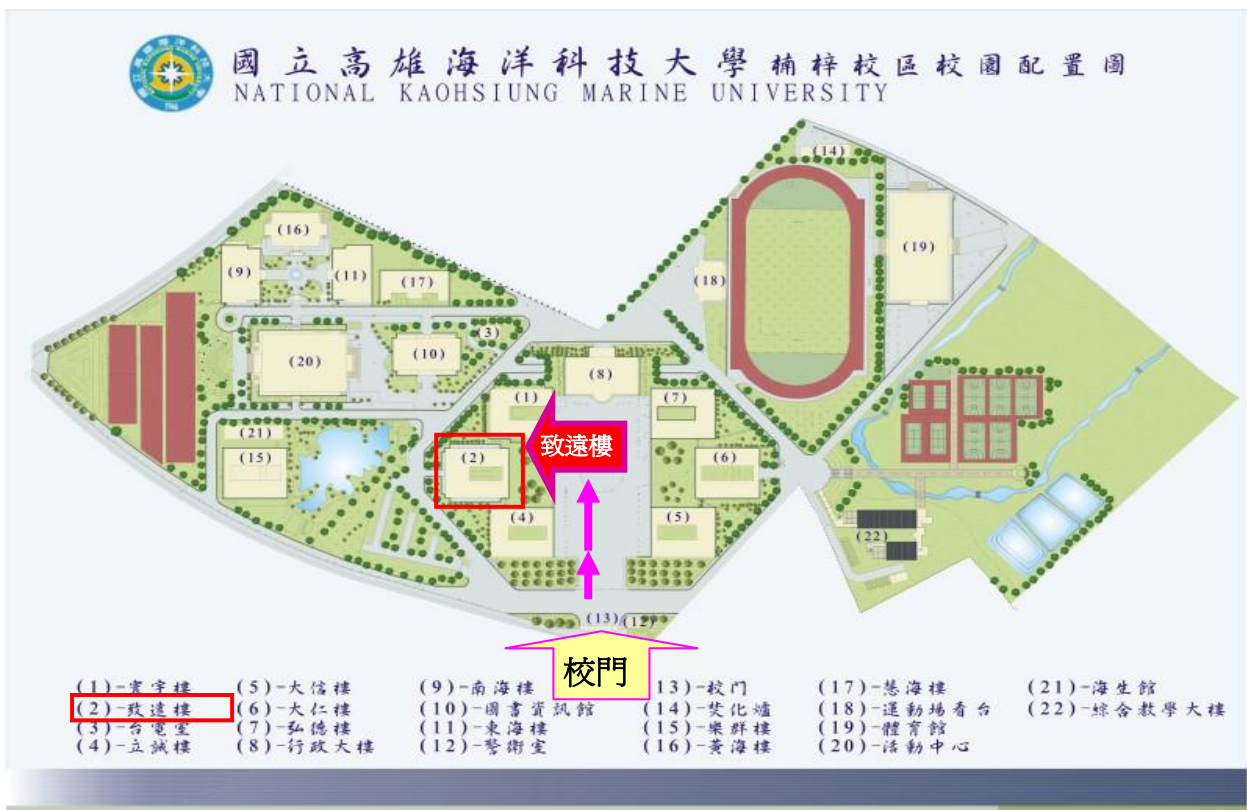 國立高雄海洋科技大學 楠梓校區校園配置圖
NATIONAL KAOHSIUNG MARINE UNIVERSITY
(14)
(16)
(19)
(9)
(11)
(17)
(18)
(3)
(20)
(10)
(8)
(1)
(7)
(21)
致遠樓
(15)
(2)
(6)
(4)
(5)
(22)
(13)
(12)
校門
(1)-寰宇樓
(2)-致遠樓
(3)-台電室
(4)-立誠樓
(5)-大信樓
(6)-大仁樓
(7)-弘德樓
(8)-行政大樓
(9)-南海樓
(10)-圖書資訊館
(11)-東海樓
(12)-警衛室
13)-校门
(14)-焚化爐
(15)-樂群樓
(16)-黃海樓
(17)-慧海樓
(18)-運動場看台
(19)-體育館
(20)-活動中心
(21)-海生館
(22)-綜合教學大樓